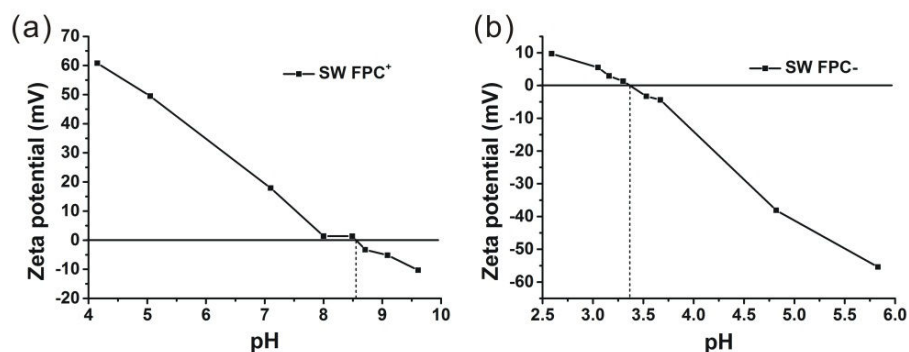 (a)
Zeta potential (mV)
70
60
50
40
30
20
10
0
-10
-20
SW FPC⁺
4 5 6 7 8 9 10
pH
(b)
Zeta potential (mV)
10
0
-10
-20
-30
-40
-50
-60
SW FPC-
2.5 3.0 3.5 4.0 4.5 5.0 5.5 6.0
pH